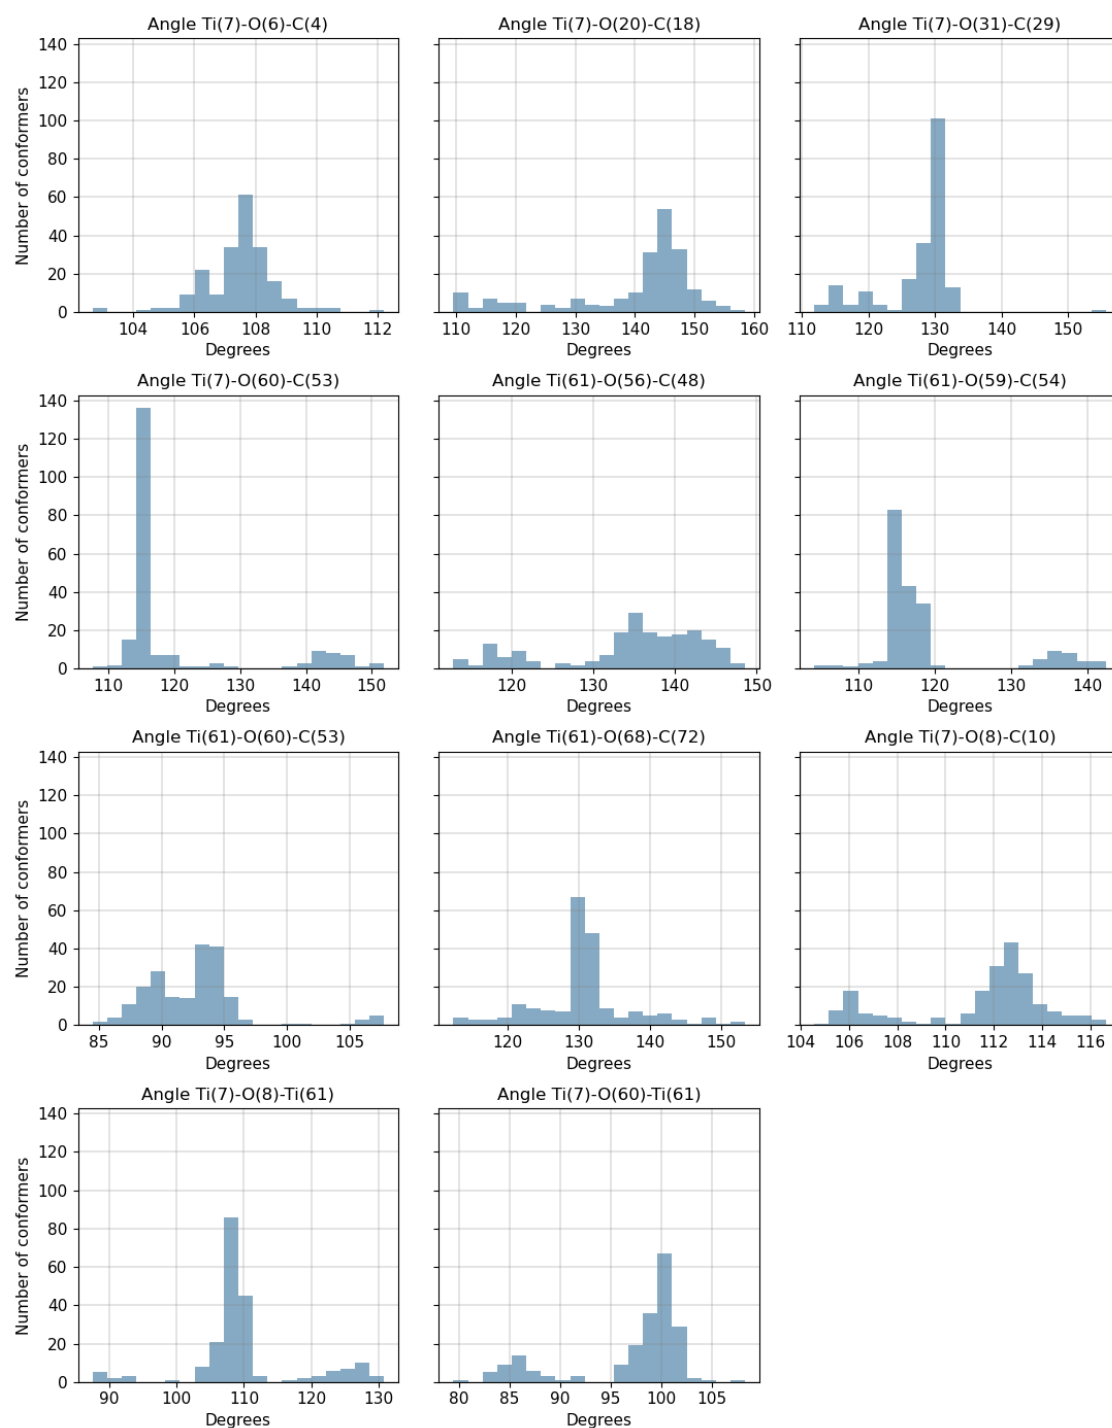 Angle Ti(7)-O(6)-C(4) Angle Ti(7)-O(20)-C(18) Angle Ti(7)-O(31)-C(29)
140
120
100
80
60
40
20
0
Number of conformers
104 106 108 110 112 110 120 130 140 150 160 110 120 130 140 150
Degrees Degrees Degrees
Angle Ti(7)-O(60)-C(53) Angle Ti(61)-O(56)-C(48) Angle Ti(61)-O(59)-C(54)
140
120
100
80
60
40
20
0
Number of conformers
110 120 130 140 150 120 130 140 150 110 120 130 140
Degrees Degrees Degrees
Angle Ti(61)-O(60)-C(53) Angle Ti(61)-O(68)-C(72) Angle Ti(7)-O(8)-C(10)
140
120
100
80
60
40
20
0
Number of conformers
85 90 95 100 105 120 130 140 150 104 106 108 110 112 114 116
Degrees Degrees Degrees
Angle Ti(7)-O(8)-Ti(61) Angle Ti(7)-O(60)-Ti(61)
140
120
100
80
60
40
20
0
Number of conformers
90 100 110 120 130 80 85 90 95 100 105
Degrees Degrees